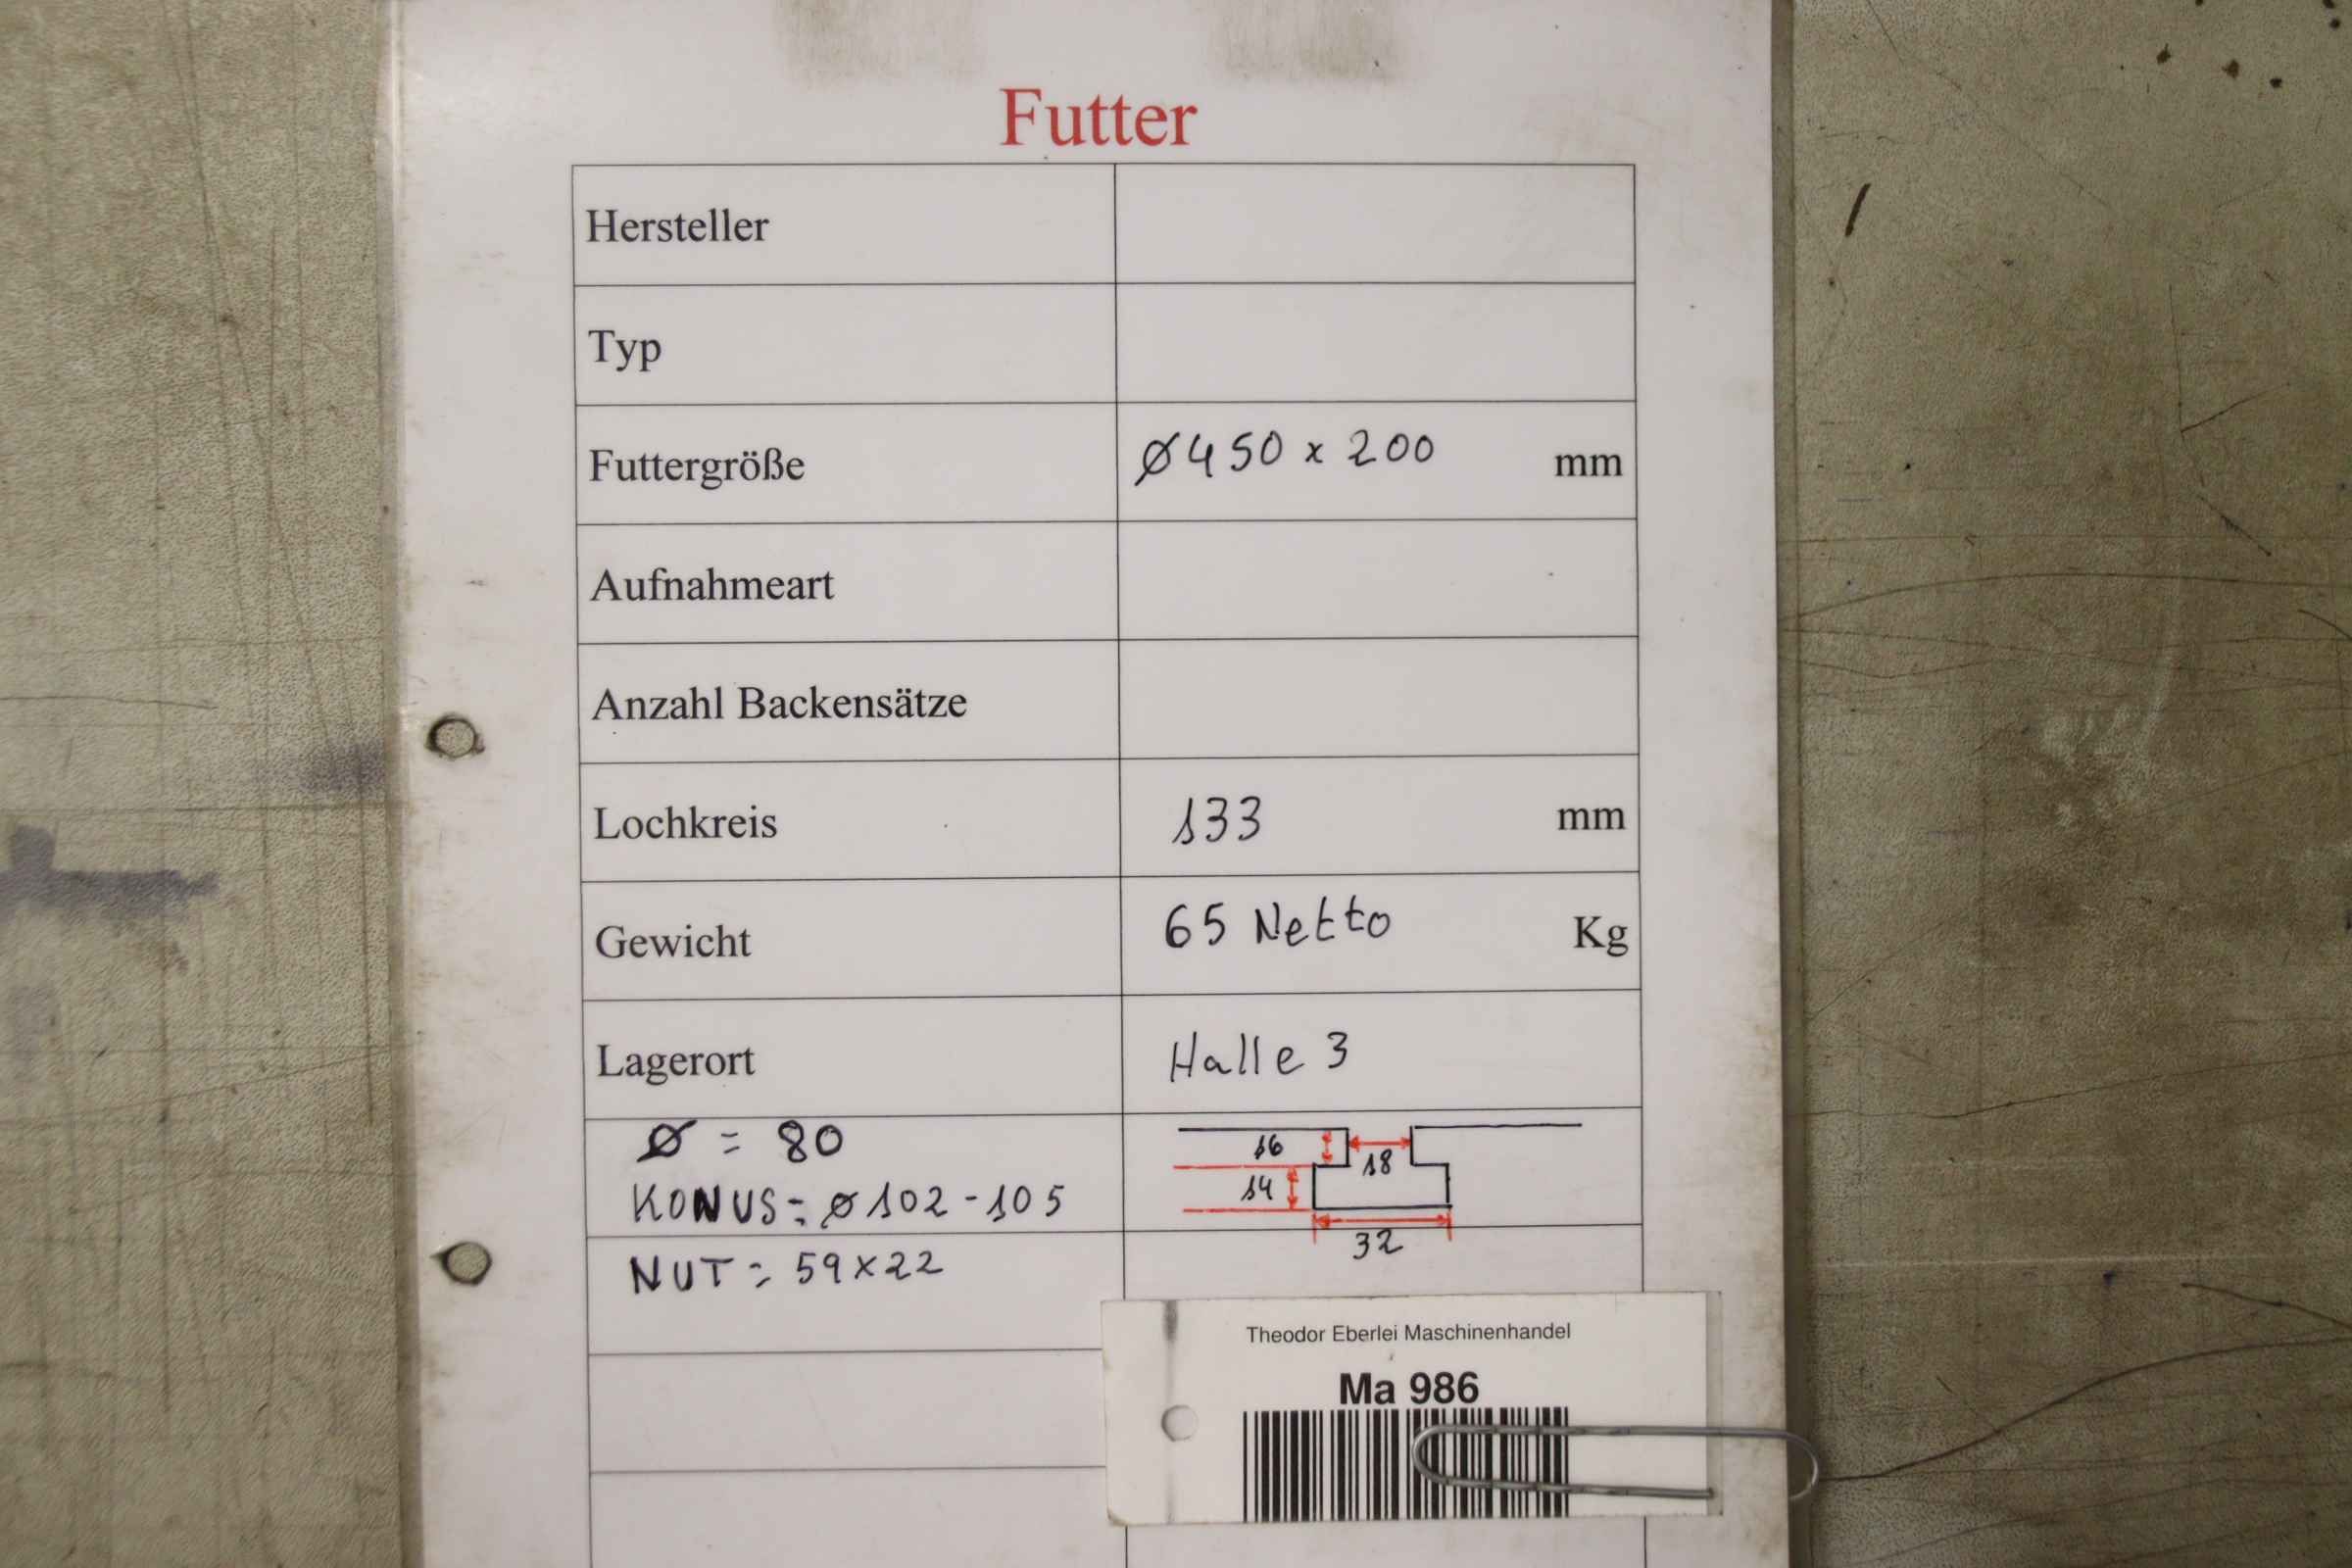 Futter
Hersteller
Typ
Futtergröße Ø450 x 200 mm
Aufnahmeart
Anzahl Backensätze
Lochkreis 133 mm
Gewicht 65 Netto Kg
Lagerort Halle 3
Ø = 80
KONUS = Ø102-105
16
18
14
32
NUT = 59x22
Theodor Eberlei Maschinenhandel
Ma 986